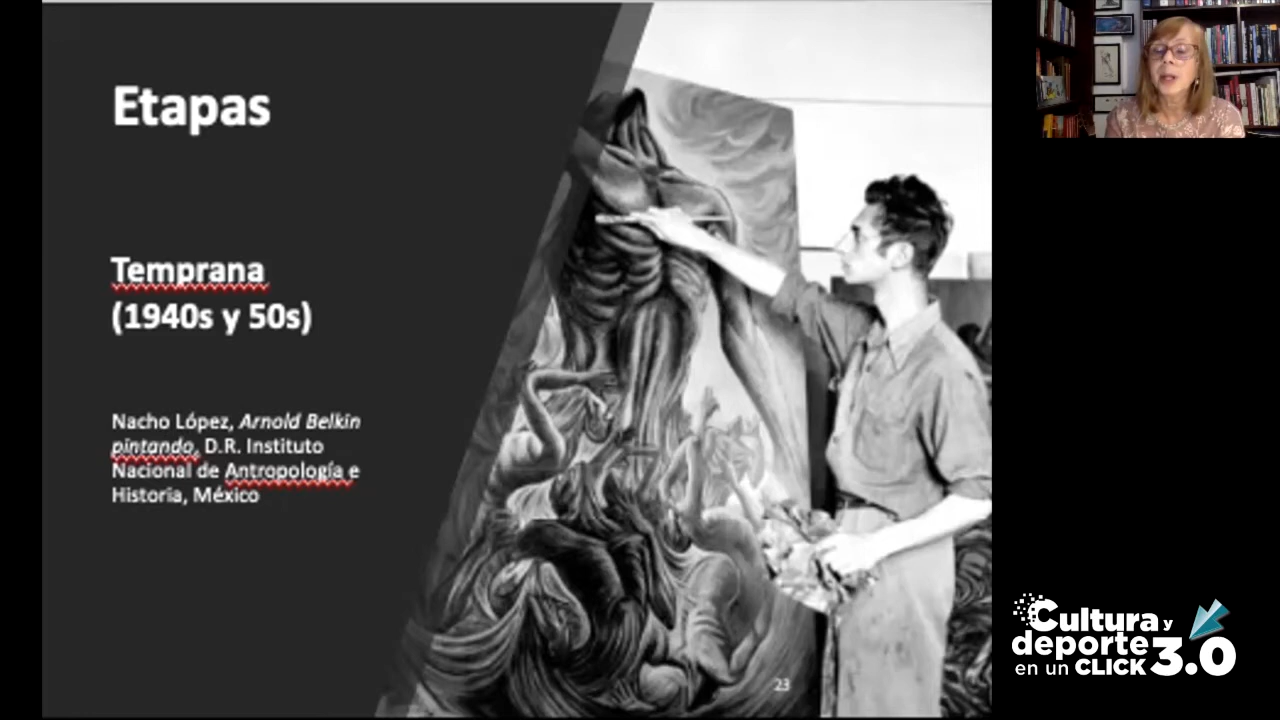 Etapas
Temprana
(1940s y 50s)
Nacho López, Arnold Belkin
pintando, D.R. Instituto
Nacional de Antropología e
Historia, México
23
Cultura y
deporte
en un CLICK 3.0